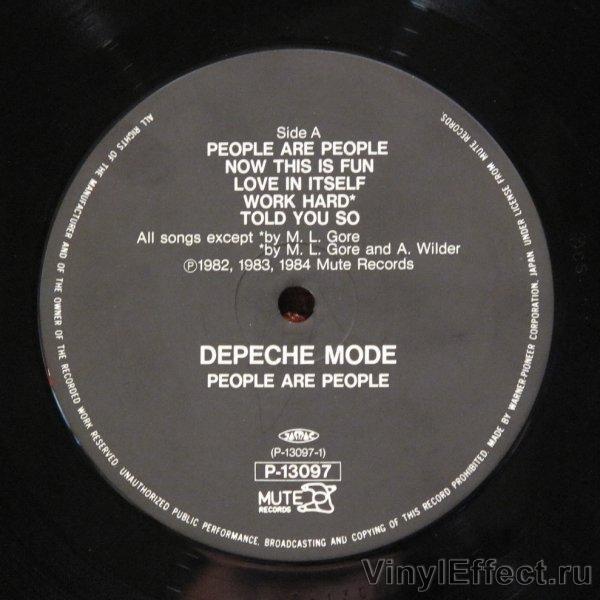 Side A
PEOPLE ARE PEOPLE
NOW THIS IS FUN
LOVE IN ITSELF
WORK HARD*
TOLD YOU SO
All songs except *by M. L. Gore
*by M. L. Gore and A. Wilder
Ⓟ1982, 1983, 1984 Mute Records
DEPECHE MODE
PEOPLE ARE PEOPLE
JASRAC
(P-13097-1)
P-13097
MUTE
RECORDS
ALL RIGHTS OF THE MANUFACTURER AND OF THE OWNER OF THE RECORDED WORK RESERVED. UNAUTHORIZED PUBLIC PERFORMANCE, BROADCASTING AND COPYING OF THIS RECORD PROHIBITED. MADE BY WARNER-PIONEER CORPORATION, JAPAN. UNDER LICENSE FROM MUTE RECORDS.
VinylEffect.ru